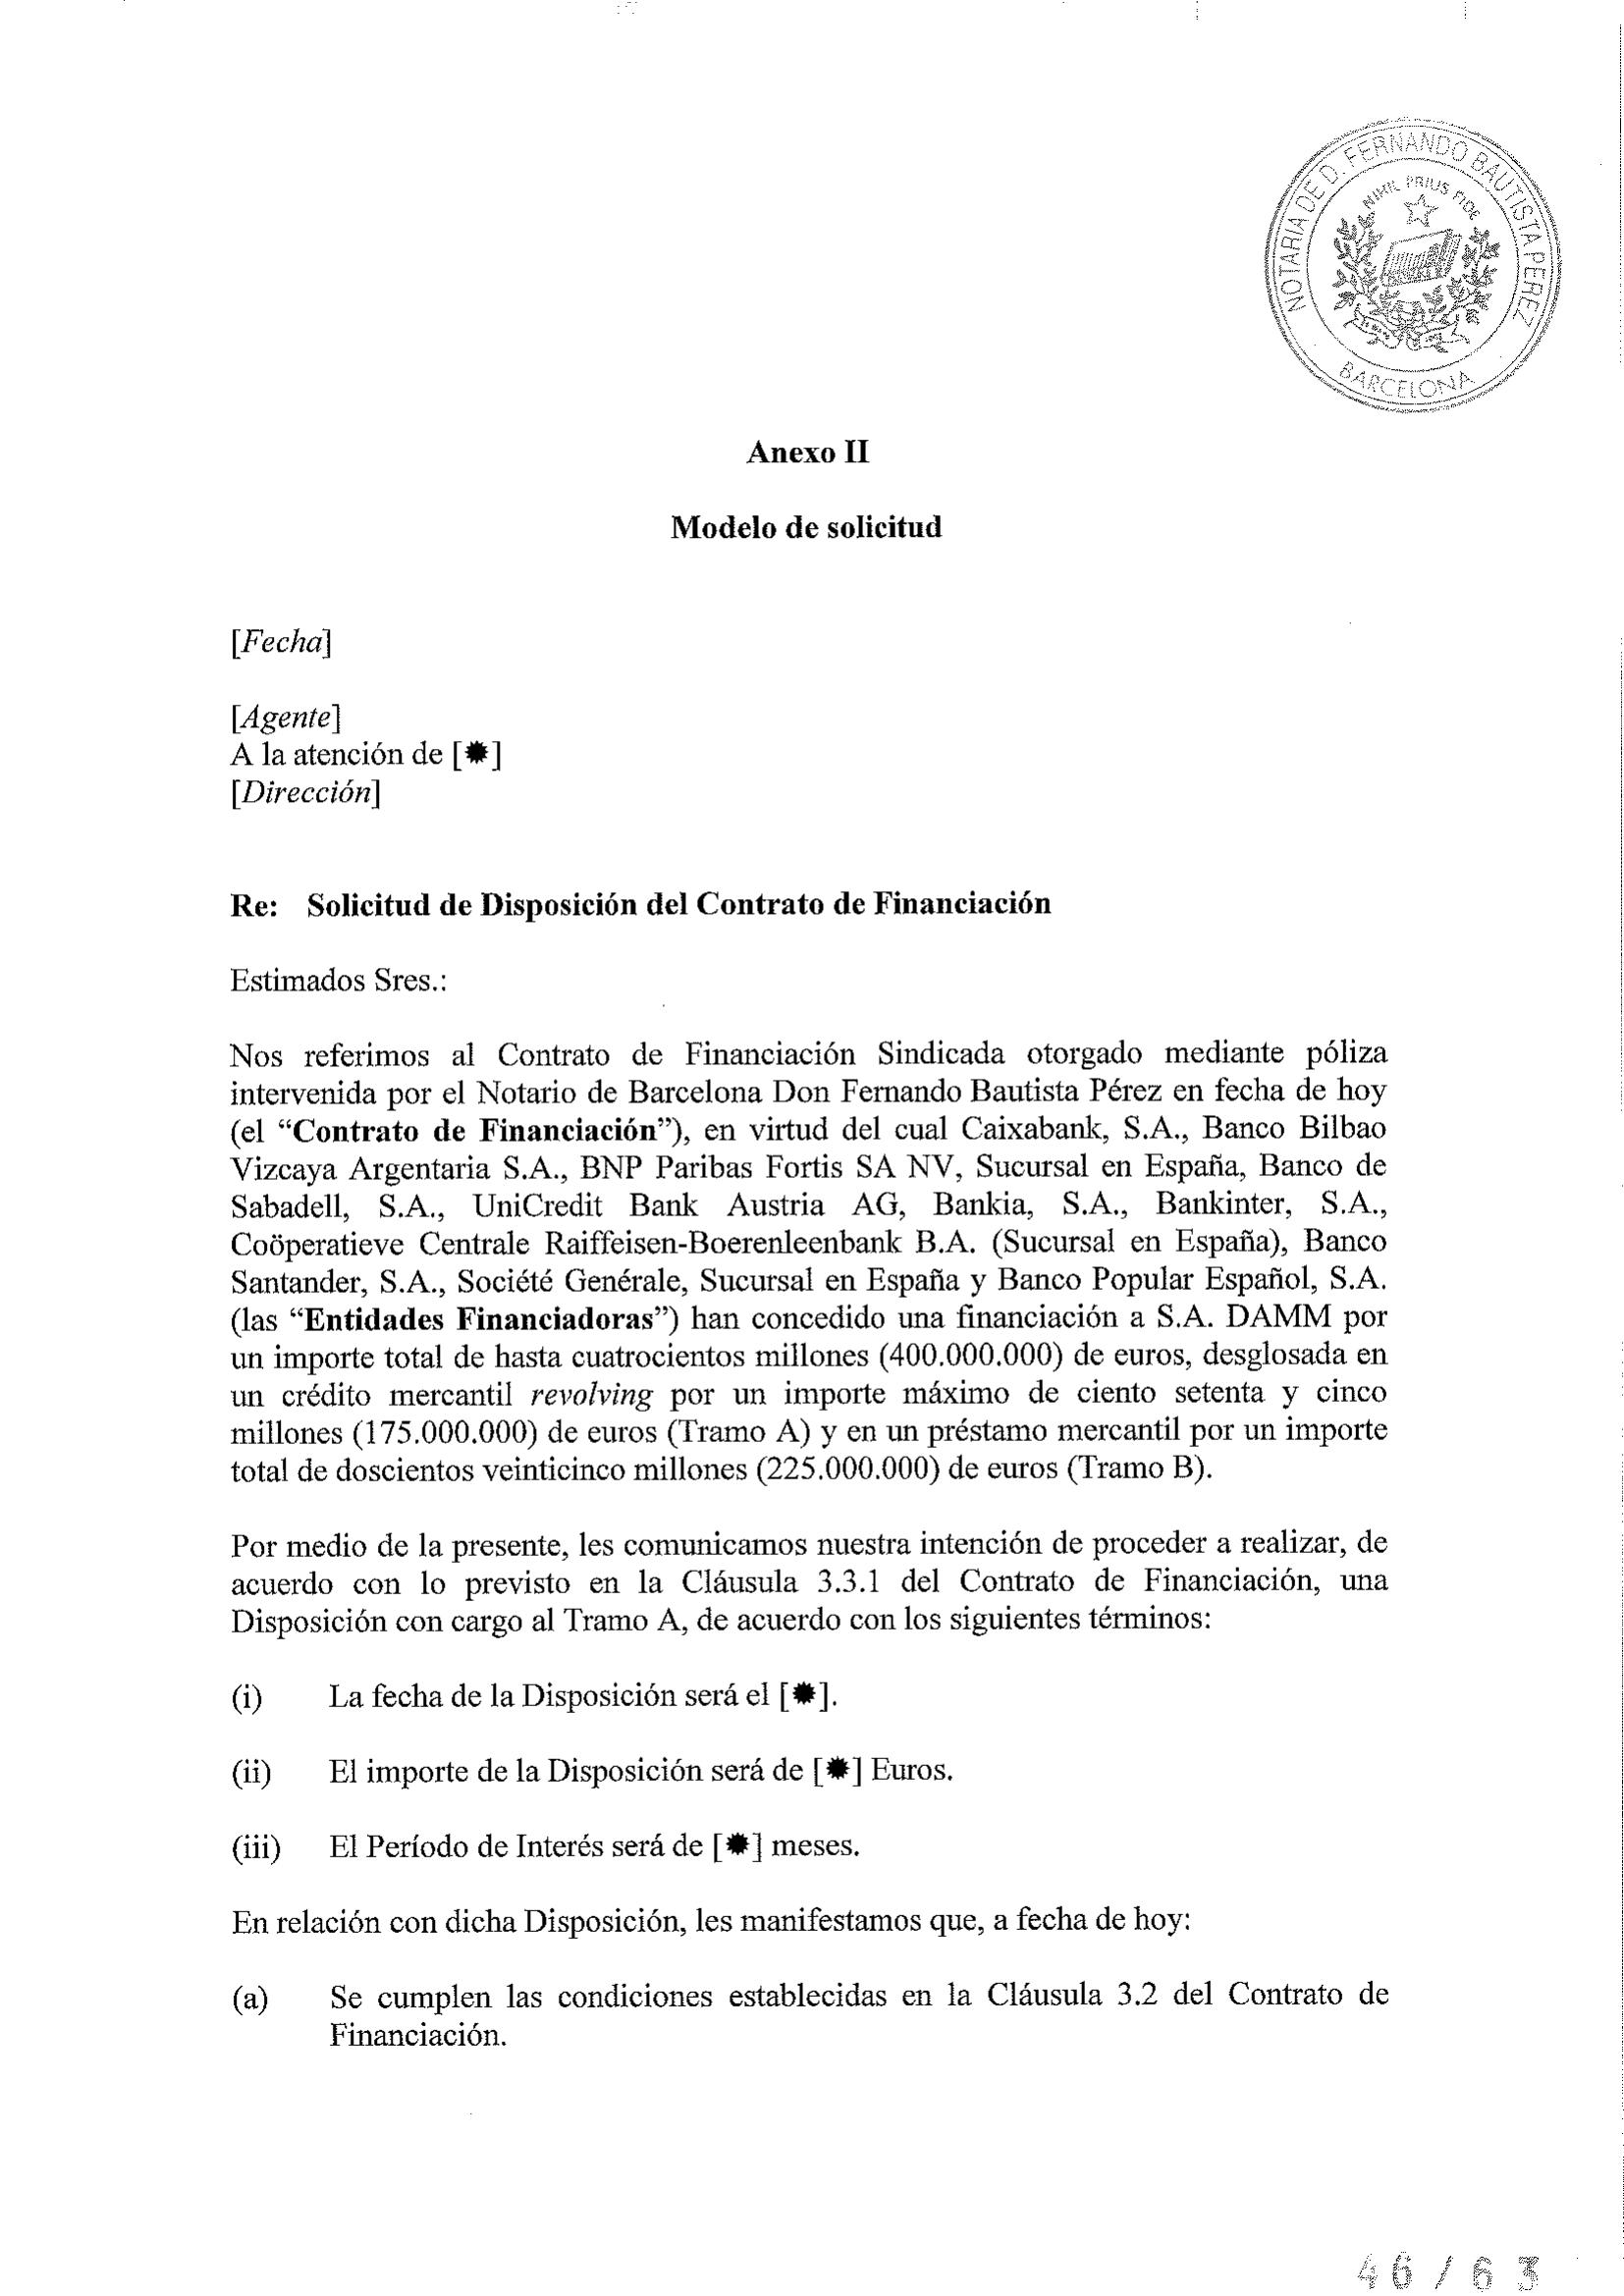 NOTARIA DE D. FERNANDO BAUTISTA PEREZ
NIHIL PRIUS FIDE
BARCELONA
Anexo II
Modelo de solicitud
[Fecha]
[Agente]
A la atención de [✹]
[Dirección]
Re: Solicitud de Disposición del Contrato de Financiación
Estimados Sres.:
Nos referimos al Contrato de Financiación Sindicada otorgado mediante póliza
intervenida por el Notario de Barcelona Don Fernando Bautista Pérez en fecha de hoy
(el “Contrato de Financiación”), en virtud del cual Caixabank, S.A., Banco Bilbao
Vizcaya Argentaria S.A., BNP Paribas Fortis SA NV, Sucursal en España, Banco de
Sabadell, S.A., UniCredit Bank Austria AG, Bankia, S.A., Bankinter, S.A.,
Coöperatieve Centrale Raiffeisen-Boerenleenbank B.A. (Sucursal en España), Banco
Santander, S.A., Société Genérale, Sucursal en España y Banco Popular Español, S.A.
(las “Entidades Financiadoras”) han concedido una financiación a S.A. DAMM por
un importe total de hasta cuatrocientos millones (400.000.000) de euros, desglosada en
un crédito mercantil revolving por un importe máximo de ciento setenta y cinco
millones (175.000.000) de euros (Tramo A) y en un préstamo mercantil por un importe
total de doscientos veinticinco millones (225.000.000) de euros (Tramo B).
Por medio de la presente, les comunicamos nuestra intención de proceder a realizar, de
acuerdo con lo previsto en la Cláusula 3.3.1 del Contrato de Financiación, una
Disposición con cargo al Tramo A, de acuerdo con los siguientes términos:
(i) La fecha de la Disposición será el [✹].
(ii) El importe de la Disposición será de [✹] Euros.
(iii) El Período de Interés será de [✹] meses.
En relación con dicha Disposición, les manifestamos que, a fecha de hoy:
(a) Se cumplen las condiciones establecidas en la Cláusula 3.2 del Contrato de
Financiación.
46/63